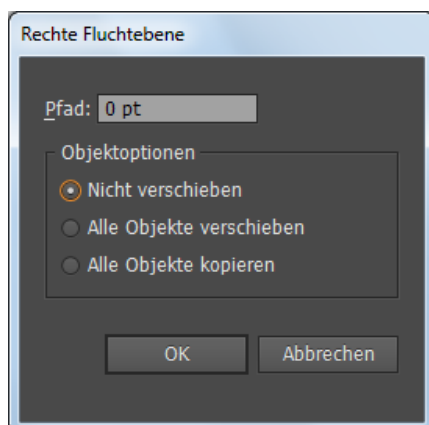 Rechte Fluchtebene
Pfad: 0 pt
Objektoptionen
Nicht verschieben
Alle Objekte verschieben
Alle Objekte kopieren
OK Abbrechen